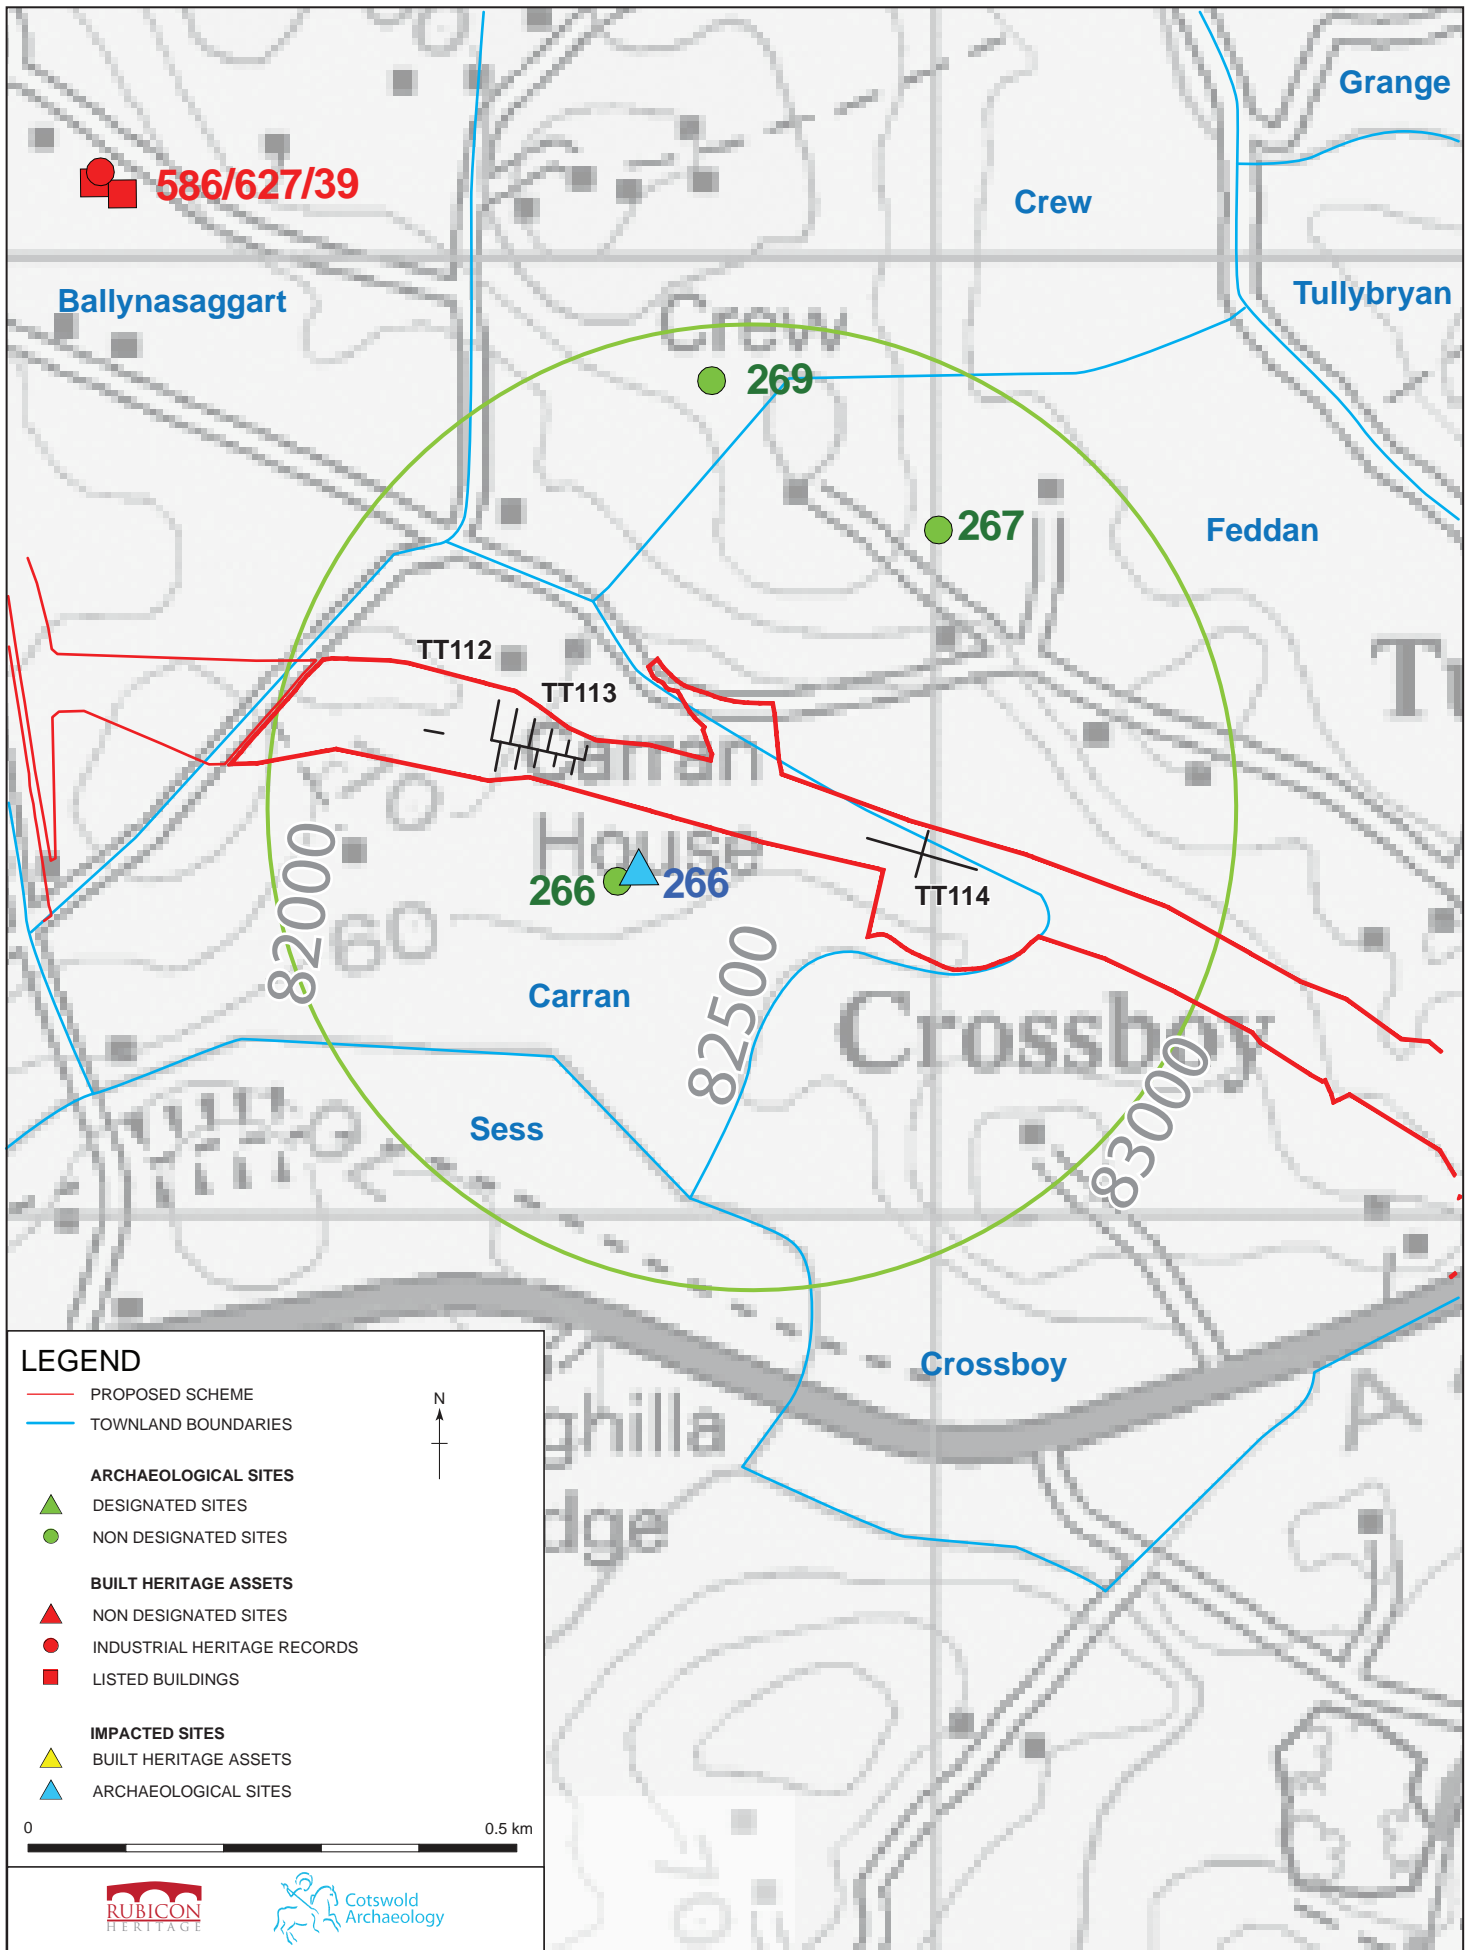 Grange
586/627/39
Crew
Ballynasaggart
Tullybryan
Crew
269
267
Feddan
TT112
TT113
Carran
House
266
266
TT114
82000
60
82500
Carran
Crossboy
83000
Sess
Crossboy
ghilla
dge
A
LEGEND
PROPOSED SCHEME
TOWNLAND BOUNDARIES
N
ARCHAEOLOGICAL SITES
DESIGNATED SITES
NON DESIGNATED SITES
BUILT HERITAGE ASSETS
NON DESIGNATED SITES
INDUSTRIAL HERITAGE RECORDS
LISTED BUILDINGS
IMPACTED SITES
BUILT HERITAGE ASSETS
ARCHAEOLOGICAL SITES
0 0.5 km
RUBICON
HERITAGE
Cotswold
Archaeology